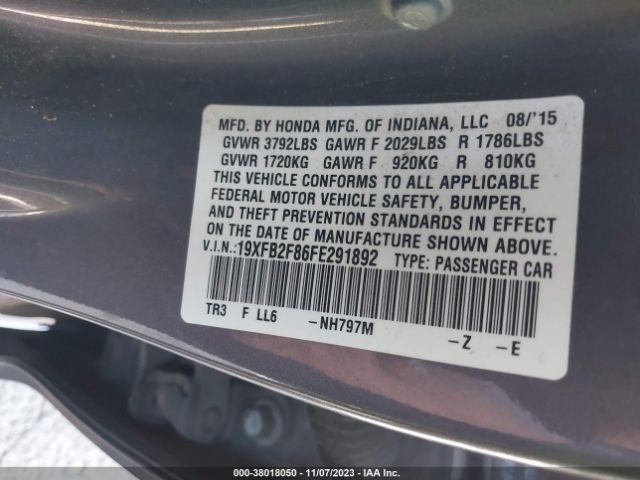 MFD. BY HONDA MFG. OF INDIANA, LLC 08/'15
GVWR 3792LBS GAWR F 2029LBS R 1786LBS
GVWR 1720KG GAWR F 920KG R 810KG
THIS VEHICLE CONFORMS TO ALL APPLICABLE
FEDERAL MOTOR VEHICLE SAFETY, BUMPER,
AND THEFT PREVENTION STANDARDS IN EFFECT
ON THE DATE OF MANUFACTURE SHOWN ABOVE.
V.I.N.:19XFB2F86FE291892 TYPE: PASSENGER CAR
TR3 F LL6 -NH797M -Z -E
000-38018050 - 11/07/2023 - IAA Inc.